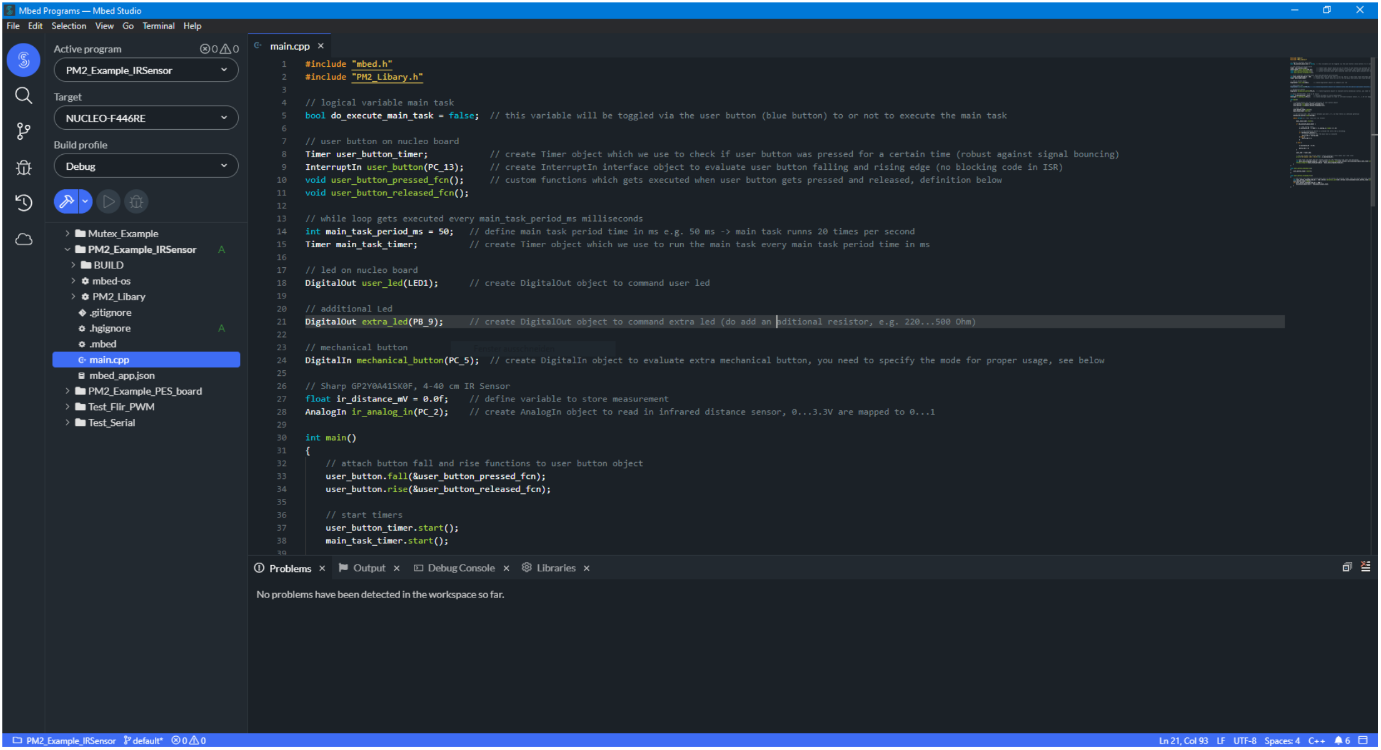 Mbed Programs — Mbed Studio
File Edit Selection View Go Terminal Help
Active program 0 0
PM2_Example_IRSensor
Target
NUCLEO-F446RE
Build profile
Debug
Mutex_Example
PM2_Example_IRSensor A
BUILD
mbed-os
PM2_Libary
.gitignore
.hgignore A
.mbed
main.cpp
mbed_app.json
PM2_Example_PES_board
Test_Flir_PWM
Test_Serial
main.cpp ×
1 #include "mbed.h"
2 #include "PM2_Libary.h"
3
4 // logical variable main task
5 bool do_execute_main_task = false; // this variable will be toggled via the user button (blue button) to or not to execute the main task
6
7 // user button on nucleo board
8 Timer user_button_timer; // create Timer object which we use to check if user button was pressed for a certain time (robust against signal bouncing)
9 InterruptIn user_button(PC_13); // create InterruptIn interface object to evaluate user button falling and rising edge (no blocking code in ISR)
10 void user_button_pressed_fcn(); // custom functions which gets executed when user button gets pressed and released, definition below
11 void user_button_released_fcn();
12
13 // while loop gets executed every main_task_period_ms milliseconds
14 int main_task_period_ms = 50; // define main task period time in ms e.g. 50 ms -> main task runns 20 times per second
15 Timer main_task_timer; // create Timer object which we use to run the main task every main task period time in ms
16
17 // led on nucleo board
18 DigitalOut user_led(LED1); // create DigitalOut object to command user led
19
20 // additional Led
21 DigitalOut extra_led(PB_9); // create DigitalOut object to command extra led (do add an aditional resistor, e.g. 220...500 Ohm)
22
23 // mechanical button
24 DigitalIn mechanical_button(PC_5); // create DigitalIn object to evaluate extra mechanical button, you need to specify the mode for proper usage, see below
25
26 // Sharp GP2Y0A41SK0F, 4-40 cm IR Sensor
27 float ir_distance_mV = 0.0f; // define variable to store measurement
28 AnalogIn ir_analog_in(PC_2); // create AnalogIn object to read in infrared distance sensor, 0...3.3V are mapped to 0...1
29
30 int main()
31 {
32 // attach button fall and rise functions to user button object
33 user_button.fall(&user_button_pressed_fcn);
34 user_button.rise(&user_button_released_fcn);
35
36 // start timers
37 user_button_timer.start();
38 main_task_timer.start();
39
Problems × Output × Debug Console × Libraries ×
No problems have been detected in the workspace so far.
PM2_Example_IRSensor default* 0 0 Ln 21, Col 93 LF UTF-8 Spaces: 4 C++ 6